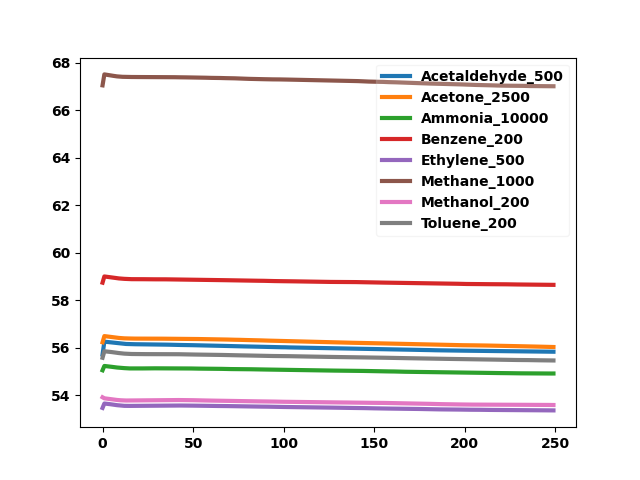 68
66
64
62
60
58
56
54
0 50 100 150 200 250
Acetaldehyde_500
Acetone_2500
Ammonia_10000
Benzene_200
Ethylene_500
Methane_1000
Methanol_200
Toluene_200